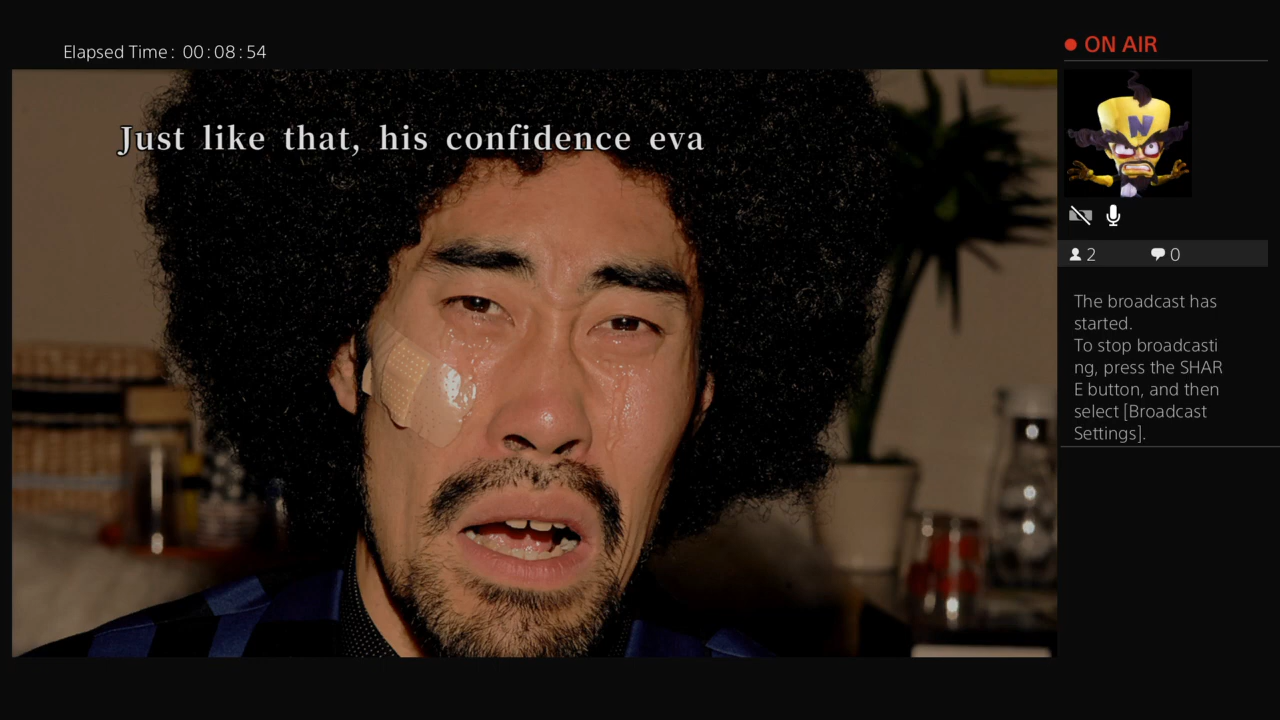 Elapsed Time: 00:08:54
ON AIR
Just like that, his confidence eva
N
2
0
The broadcast has
started.
To stop broadcasti
ng, press the SHAR
E button, and then
select [Broadcast
Settings].